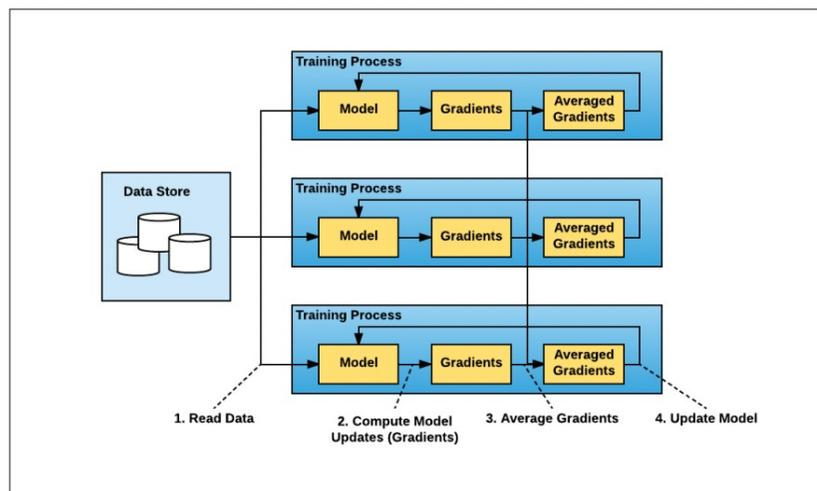 Training Process
Model
Gradients
Averaged
Gradients
Data Store
Training Process
Model
Gradients
Averaged
Gradients
Training Process
Model
Gradients
Averaged
Gradients
1. Read Data
2. Compute Model
Updates (Gradients)
3. Average Gradients
4. Update Model